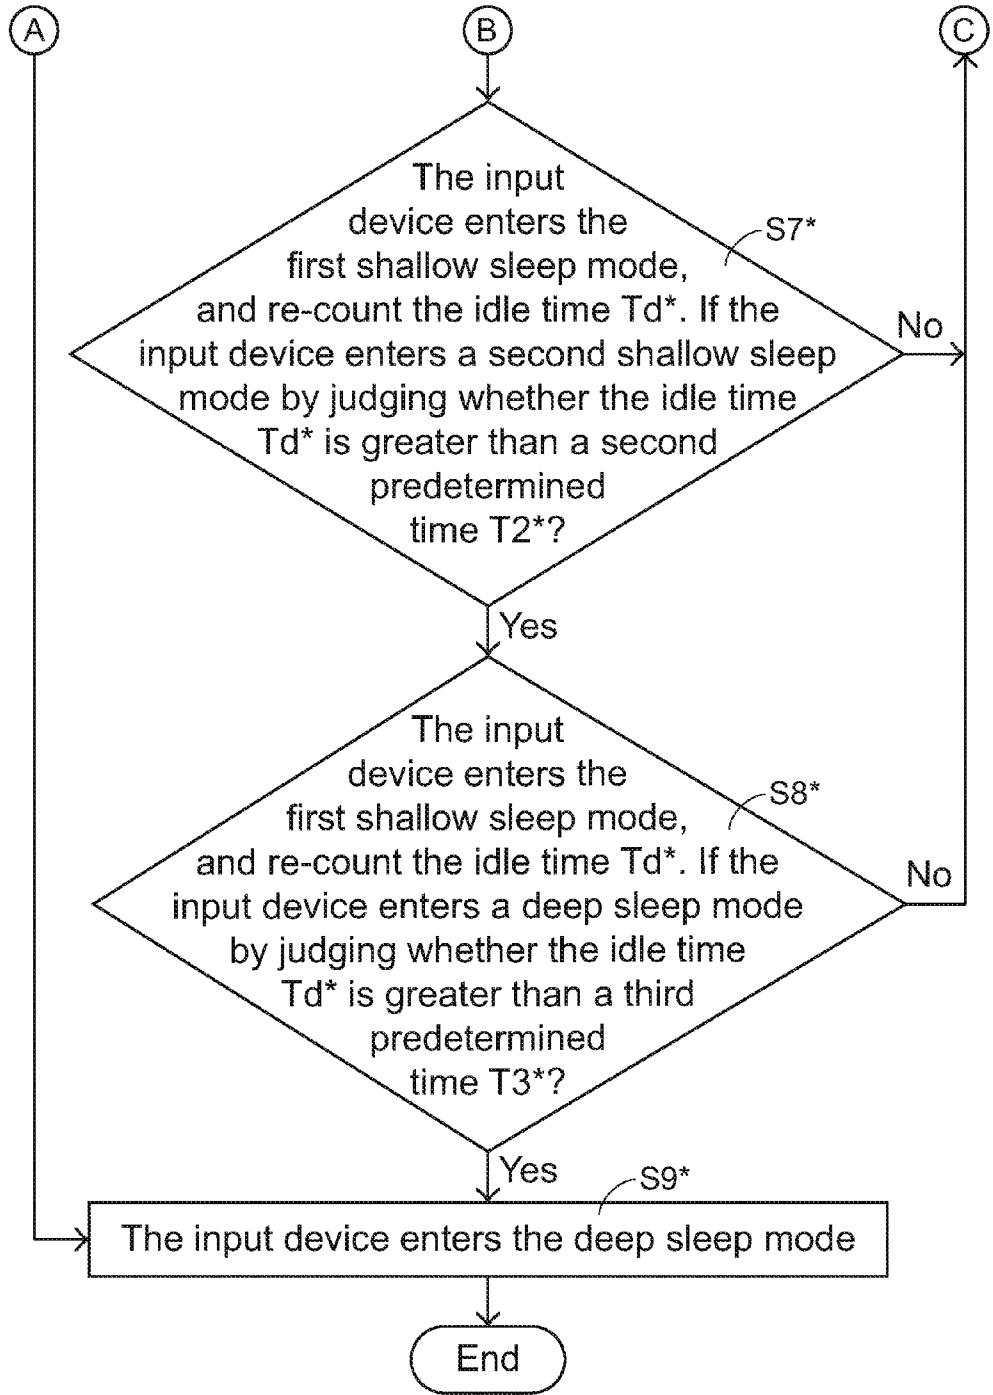 A
B
C
The input
device enters the
first shallow sleep mode,
and re-count the idle time Td*. If the
input device enters a second shallow sleep
mode by judging whether the idle time
Td* is greater than a second
predetermined
time T2*?
S7*
No
Yes
The input
device enters the
first shallow sleep mode,
and re-count the idle time Td*. If the
input device enters a deep sleep mode
by judging whether the idle time
Td* is greater than a third
predetermined
time T3*?
S8*
No
Yes
S9*
The input device enters the deep sleep mode
End